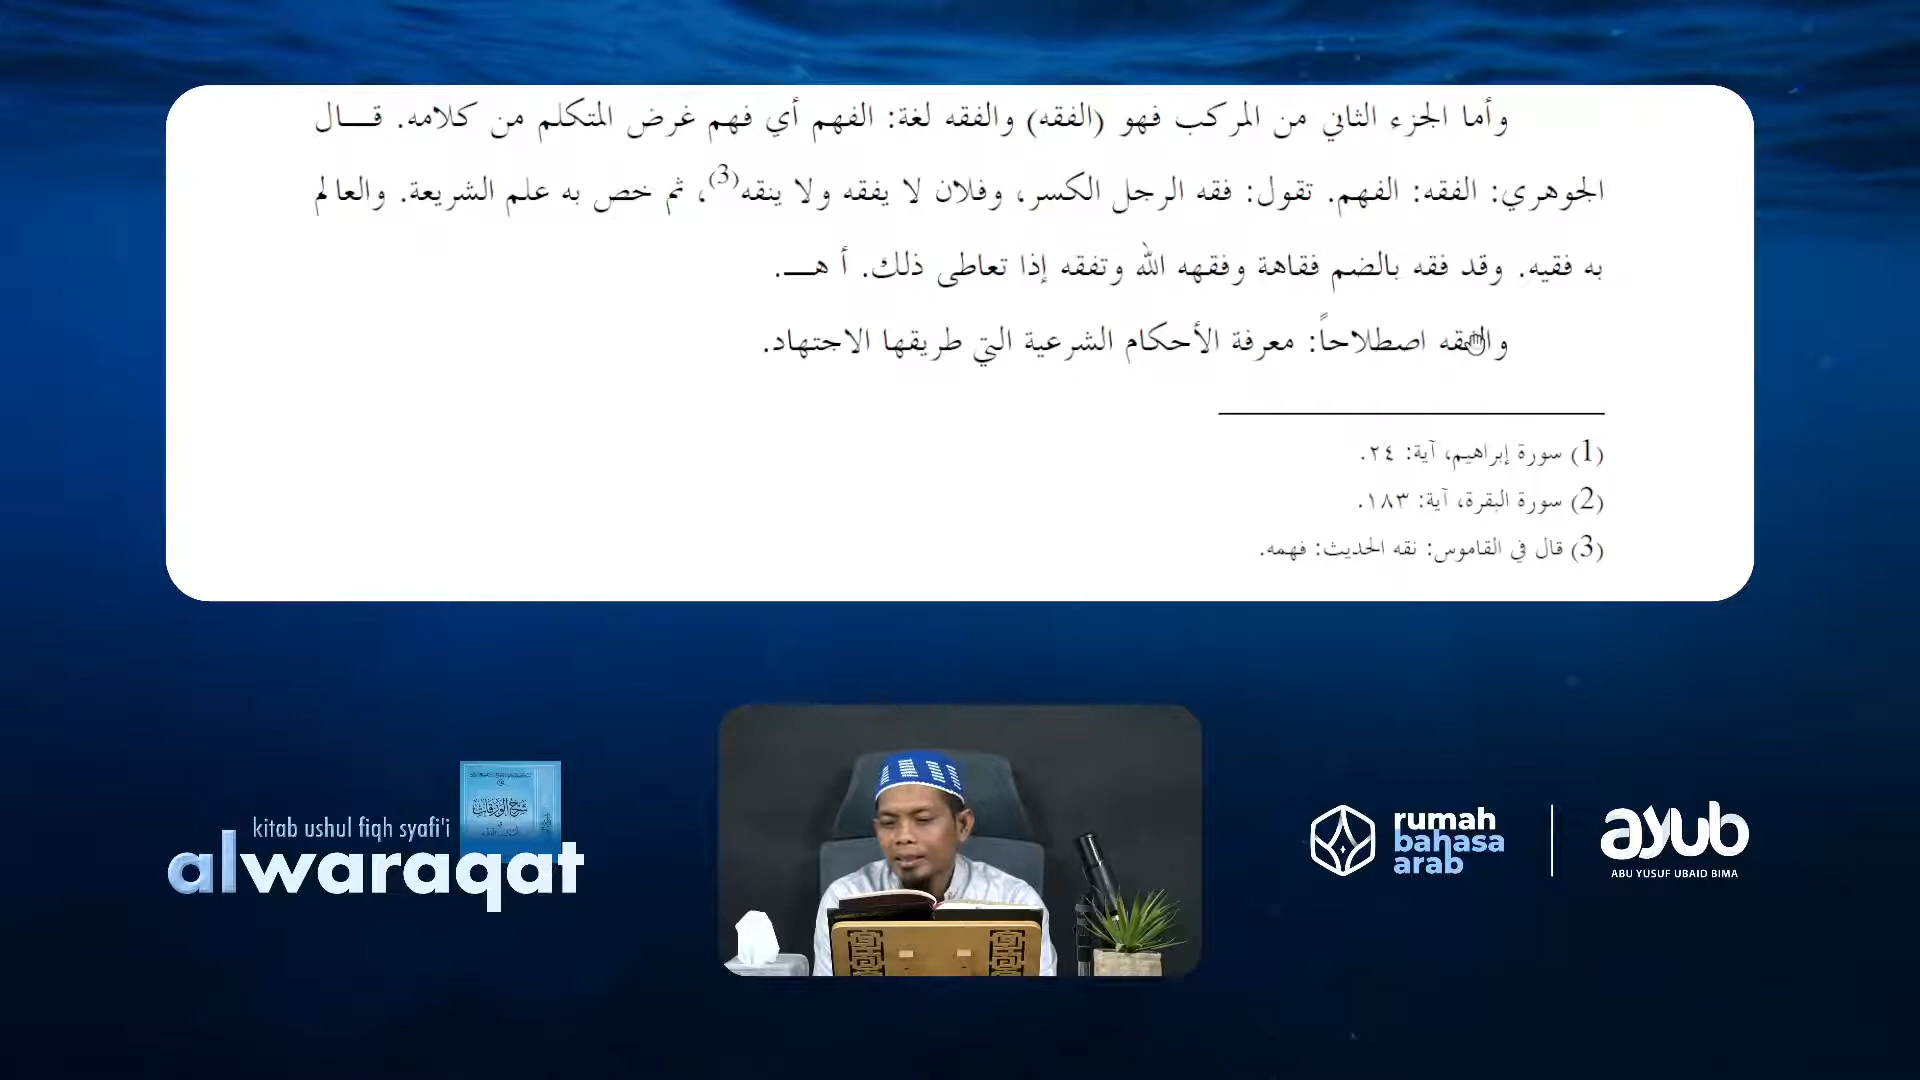 وأما الجزء الثاني من المركب فهو (الفقه) والفقه لغة: الفهم أي فهم غرض المتكلم من كلامه. قـــال
الجوهري: الفقه: الفهم. تقول: فقه الرجل الكسر، وفلان لا يفقه ولا ينقه(3)، ثم خص به علم الشريعة. والعالم
به فقيه. وقد فقه بالضم فقاهة وفقهه الله وتفقه إذا تعاطى ذلك. أ هـــ.
والفقه اصطلاحاً: معرفة الأحكام الشرعية التي طريقها الاجتهاد.
(1) سورة إبراهيم، آية: ٢٤.
(2) سورة البقرة، آية: ١٨٣.
(3) قال في القاموس: نقه الحديث: فهمه.
kitab ushul fiqh syafi'i
alwaraqat
شرح الورقات
rumah
bahasa
arab
ayub
ABU YUSUF UBAID BIMA